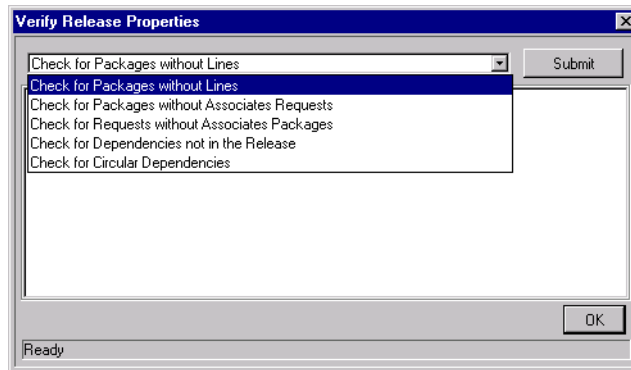 Verify Release Properties
Check for Packages without Lines
Submit
Check for Packages without Lines
Check for Packages without Associates Requests
Check for Requests without Associates Packages
Check for Dependencies not in the Release
Check for Circular Dependencies
OK
Ready